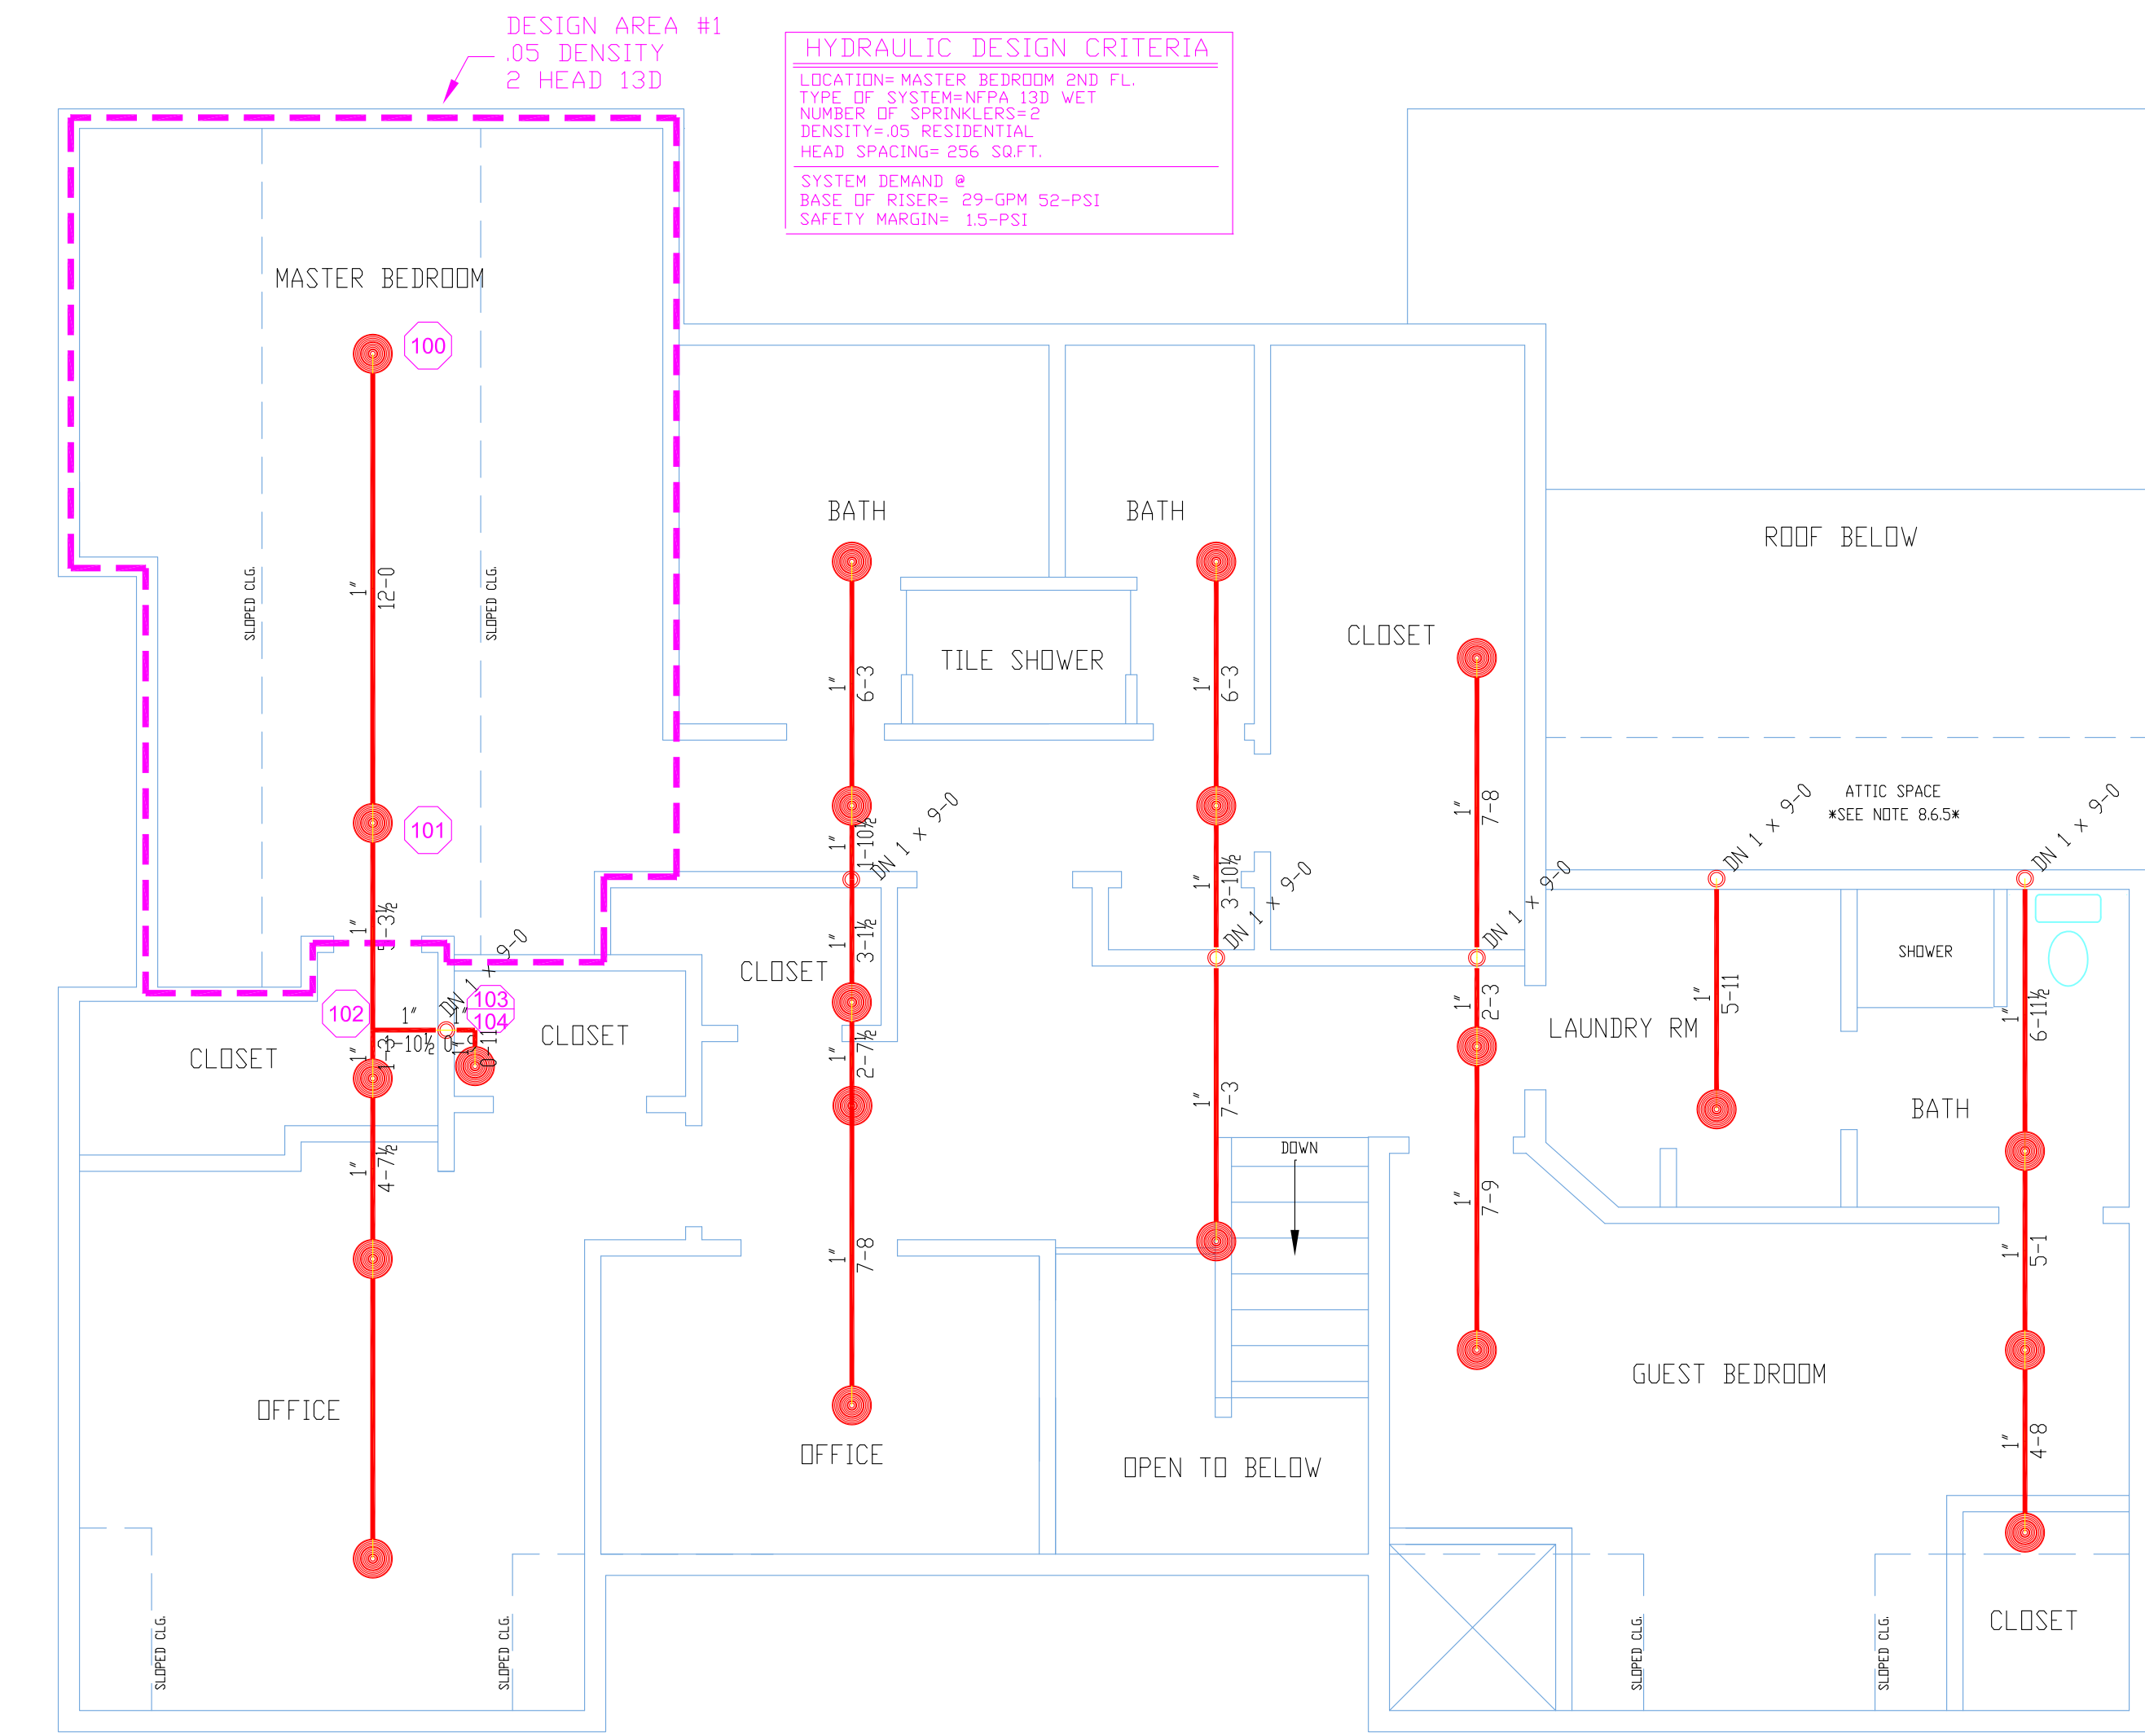 DESIGN AREA #1
.05 DENSITY
2 HEAD 13D
HYDRAULIC DESIGN CRITERIA
LOCATION= MASTER BEDROOM 2ND FL.
TYPE OF SYSTEM=NFPA 13D WET
NUMBER OF SPRINKLERS=2
DENSITY=.05 RESIDENTIAL
HEAD SPACING= 256 SQ.FT.
SYSTEM DEMAND @
BASE OF RISER= 29-GPM 52-PSI
SAFETY MARGIN= 1.5-PSI
MASTER BEDROOM
100
SLOPED CLG.
1"
12-0
SLOPED CLG.
101
1"
5-3½
102
1"
1-10½
DN 1 x 9-0
1"
0-9
103
104
1"
0-11
1"
1-3
CLOSET
CLOSET
1"
4-7½
OFFICE
SLOPED CLG.
SLOPED CLG.
BATH
1"
6-3
1"
1-10½
DN 1 x 9-0
1"
3-1½
CLOSET
1"
2-7½
1"
7-8
OFFICE
TILE SHOWER
BATH
1"
6-3
1"
3-10½
DN 1 x 9-0
1"
7-3
DOWN
OPEN TO BELOW
CLOSET
1"
7-8
DN 1 x 9-0
1"
2-3
1"
7-9
ROOF BELOW
ATTIC SPACE
*SEE NOTE 8.6.5*
DN 1 x 9-0
1"
5-11
LAUNDRY RM
SHOWER
DN 1 x 9-0
1"
6-11½
BATH
1"
5-1
GUEST BEDROOM
1"
4-8
CLOSET
SLOPED CLG.
SLOPED CLG.